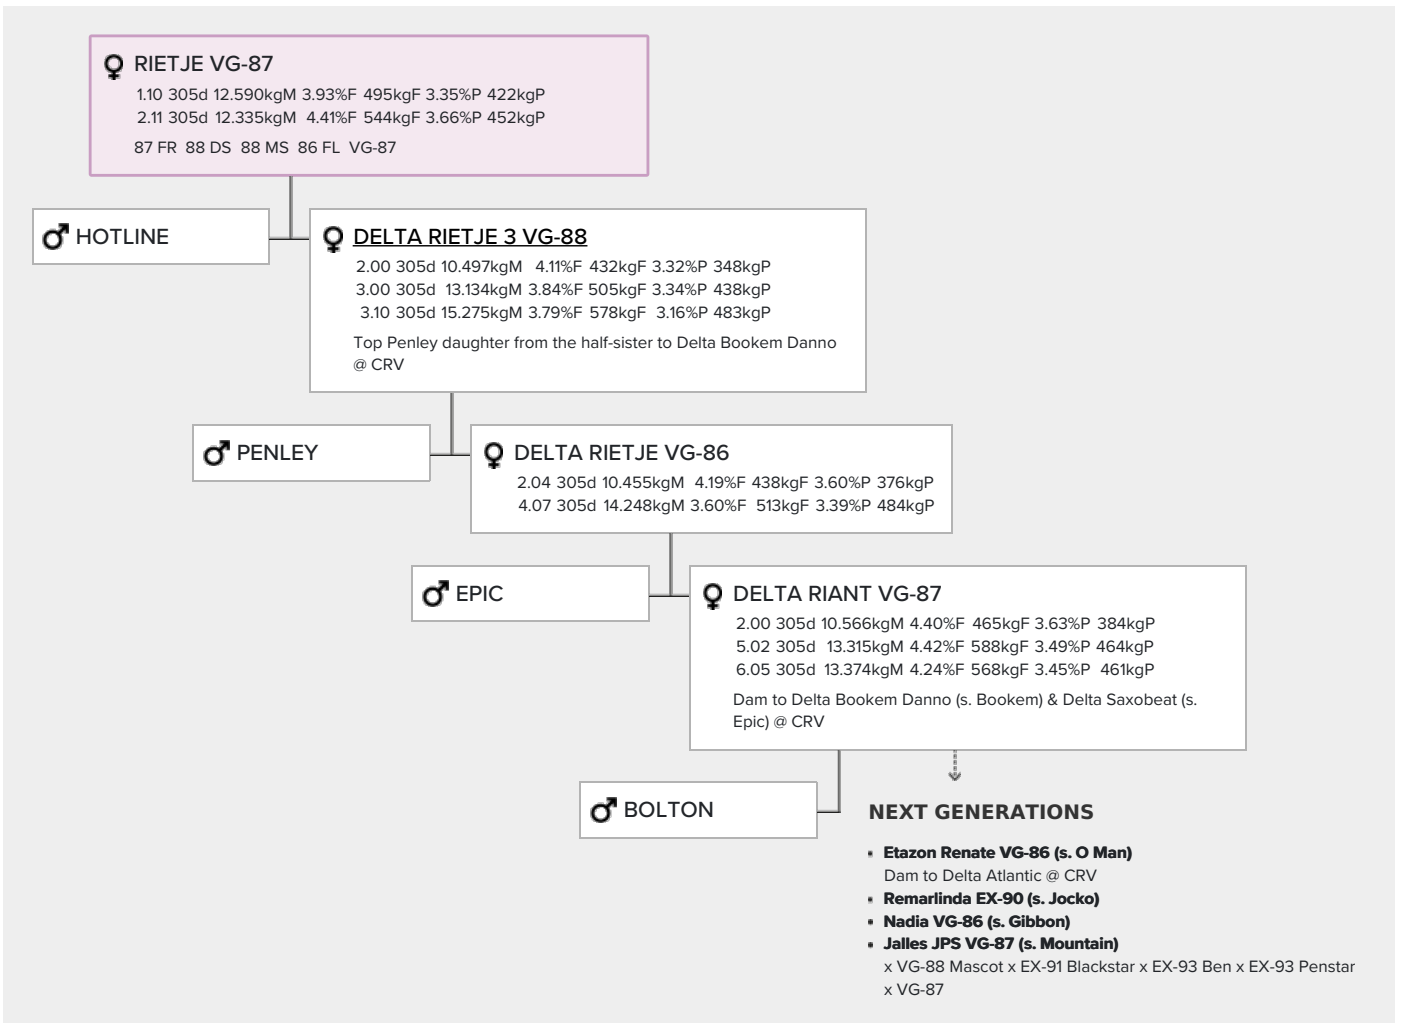 RIETJE VG-87
1.10 305d 12.590kgM 3.93%F 495kgF 3.35%P 422kgP
2.11 305d 12.335kgM 4.41%F 544kgF 3.66%P 452kgP
87 FR 88 DS 88 MS 86 FL VG-87
HOTLINE
DELTA RIETJE 3 VG-88
2.00 305d 10.497kgM 4.11%F 432kgF 3.32%P 348kgP
3.00 305d 13.134kgM 3.84%F 505kgF 3.34%P 438kgP
3.10 305d 15.275kgM 3.79%F 578kgF 3.16%P 483kgP
Top Penley daughter from the half-sister to Delta Bookem Danno
@ CRV
PENLEY
DELTA RIETJE VG-86
2.04 305d 10.455kgM 4.19%F 438kgF 3.60%P 376kgP
4.07 305d 14.248kgM 3.60%F 513kgF 3.39%P 484kgP
EPIC
DELTA RIANT VG-87
2.00 305d 10.566kgM 4.40%F 465kgF 3.63%P 384kgP
5.02 305d 13.315kgM 4.42%F 588kgF 3.49%P 464kgP
6.05 305d 13.374kgM 4.24%F 568kgF 3.45%P 461kgP
Dam to Delta Bookem Danno (s. Bookem) & Delta Saxobeat (s.
Epic) @ CRV
BOLTON
NEXT GENERATIONS
▪ Etazon Renate VG-86 (s. O Man)
Dam to Delta Atlantic @ CRV
▪ Remarlinda EX-90 (s. Jocko)
▪ Nadia VG-86 (s. Gibbon)
▪ Jalles JPS VG-87 (s. Mountain)
x VG-88 Mascot x EX-91 Blackstar x EX-93 Ben x EX-93 Penstar
x VG-87